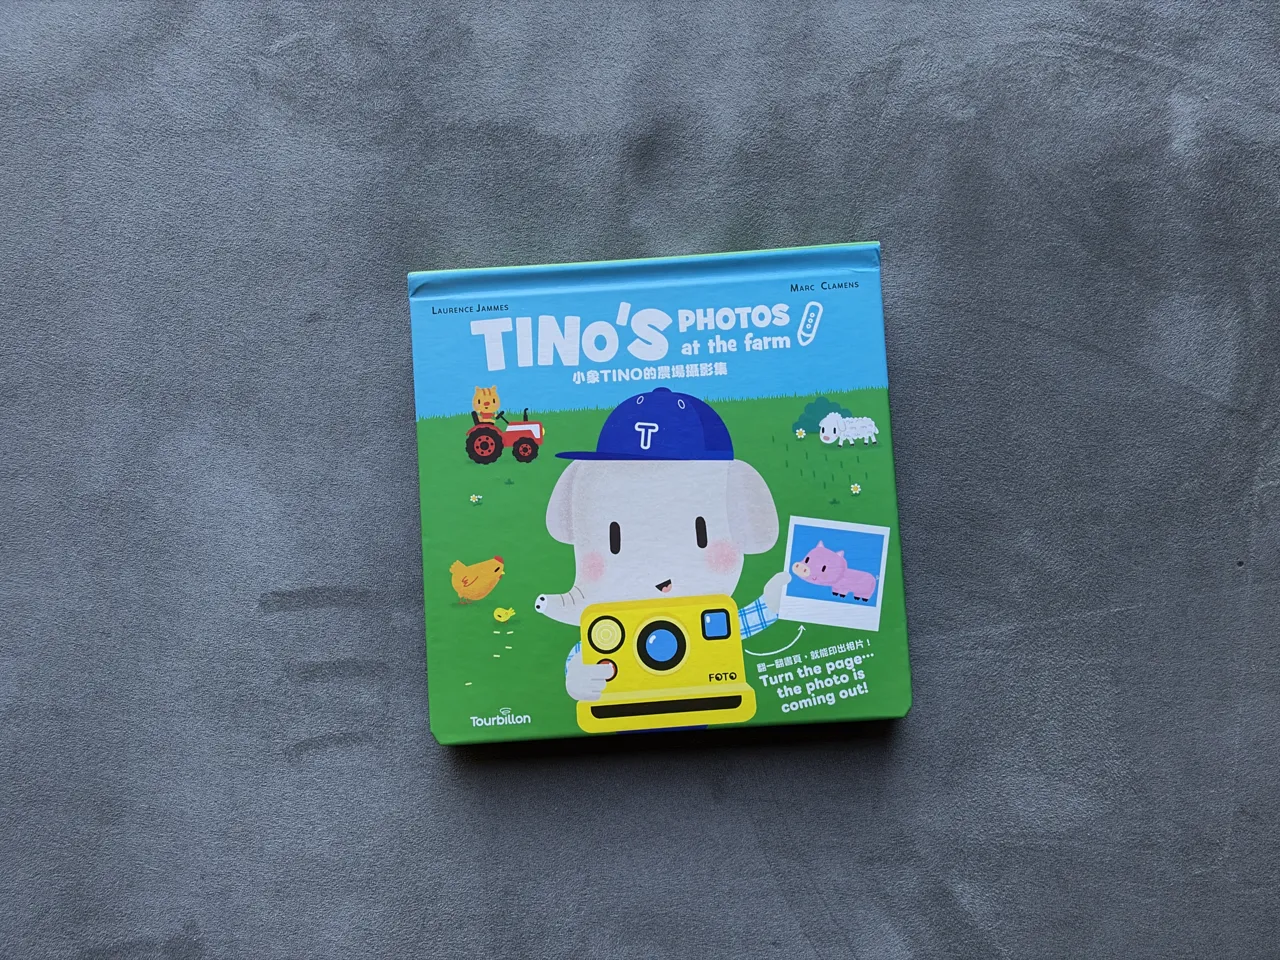 LAURENCE JAMMES
MARC CLAMENS
TINO'S PHOTOS
at the farm
小象TINO的農場攝影集
T
FOTO
翻一翻書頁，就能印出相片！
Turn the page...
the photo is
coming out!
Tourbillon